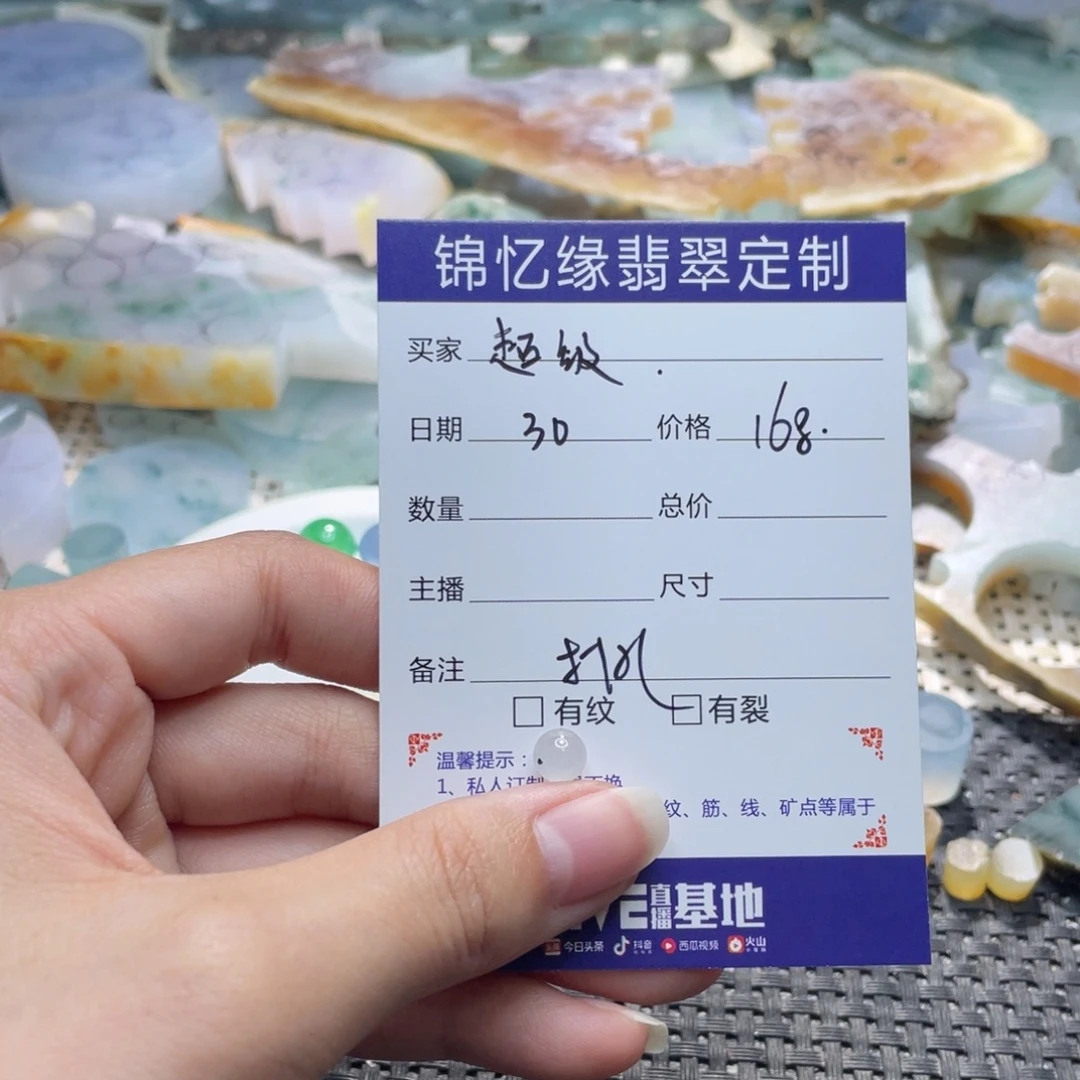 锦忆缘翡翠定制
买家 超级.
日期 30 价格 168.
数量 总价
主播 尺寸
备注 打孔
□有纹 □有裂
温馨提示：
1、私人订制
纹、筋、线、矿点等属于
VE直播基地
今日头条 抖音 西瓜视频 火山